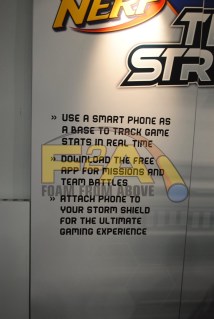 NERF
STR
» USE A SMART PHONE AS
A BASE TO TRACK GAME
STATS IN REAL TIME
» DOWNLOAD THE FREE
APP FOR MISSIONS AND
TEAM BATTLES
» ATTACH PHONE TO
YOUR STORM SHIELD
FOR THE ULTIMATE
GAMING EXPERIENCE
FOAM FROM ABOVE